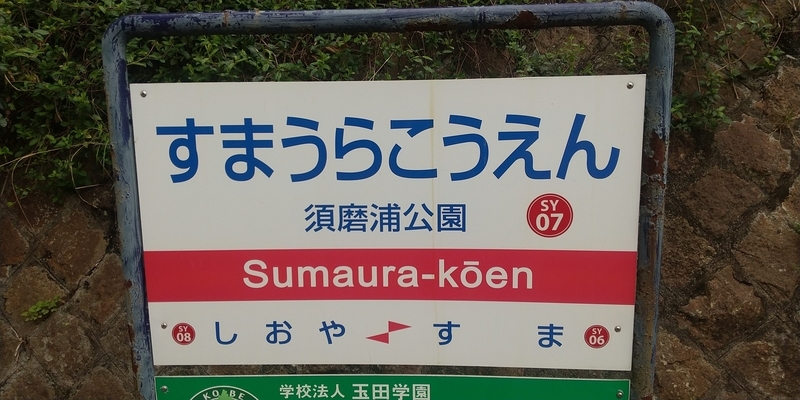 すまうらこうえん
須磨浦公園 SY 07
Sumaura-kōen
SY 08 しおや すま SY 06
KOBE 学校法人 玉田学園